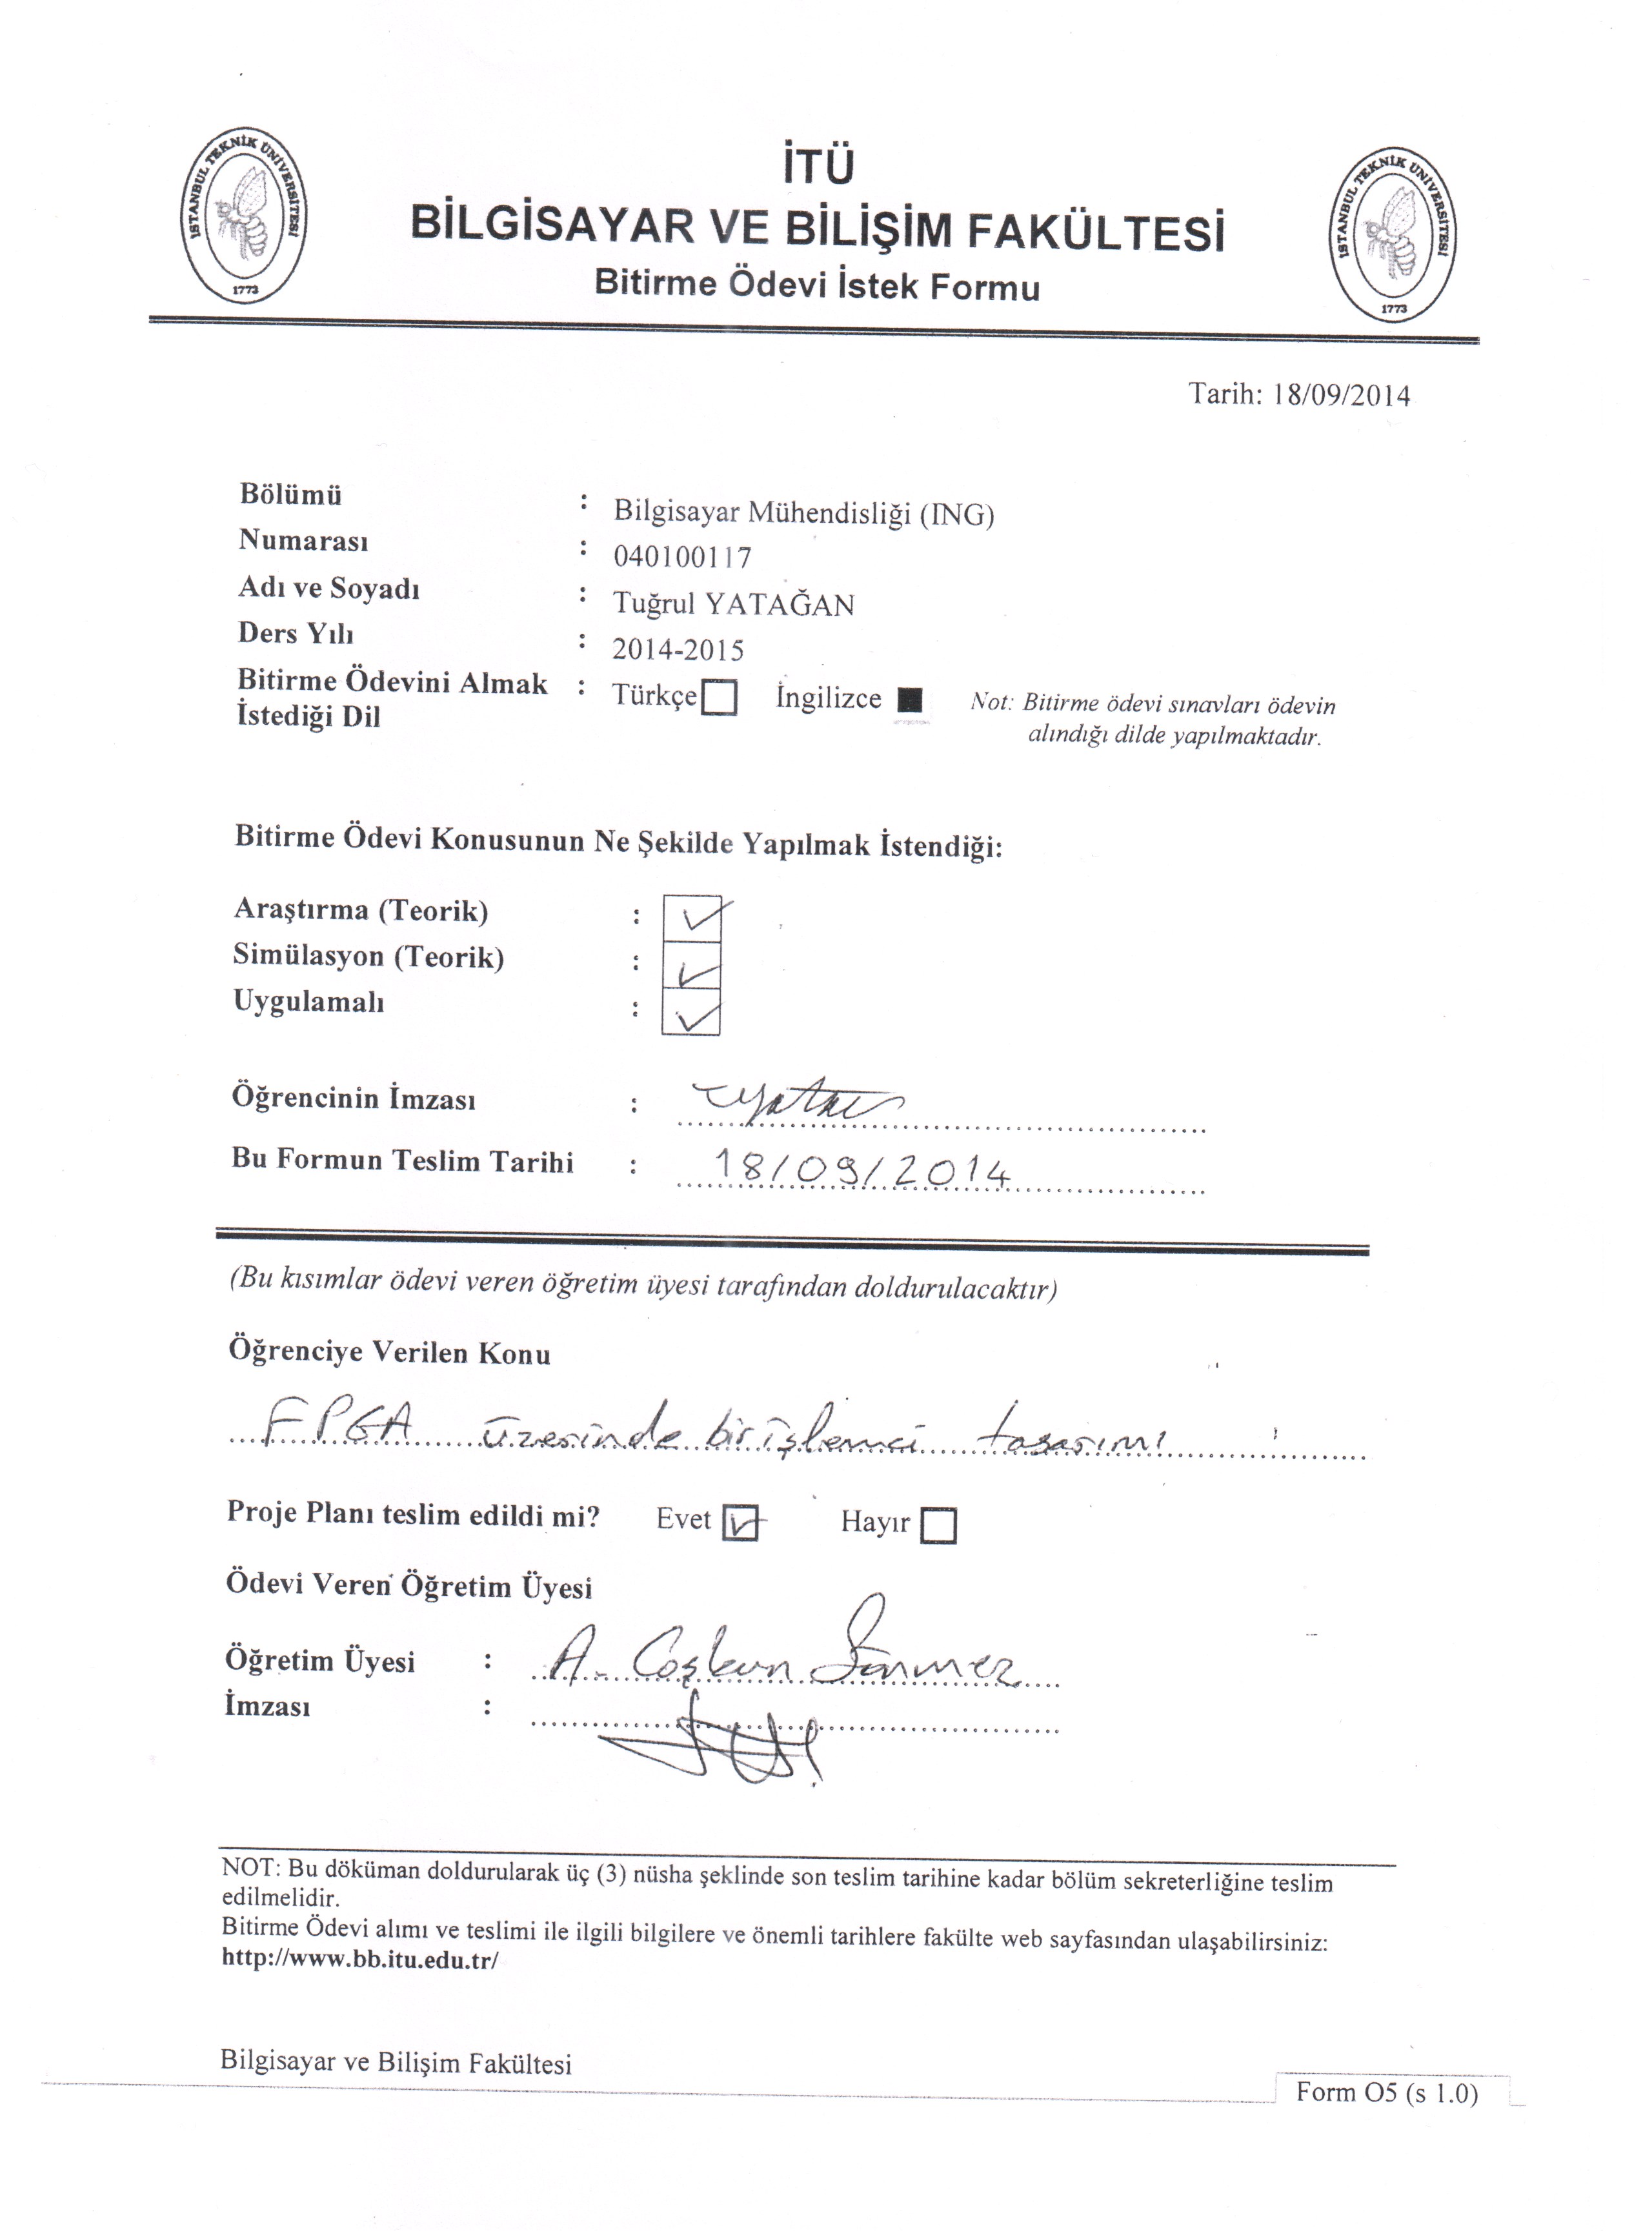 İSTANBUL TEKNİK ÜNİVERSİTESİ
1773
İTÜ
BİLGİSAYAR VE BİLİŞİM FAKÜLTESİ
Bitirme Ödevi İstek Formu
İSTANBUL TEKNİK ÜNİVERSİTESİ
1773
Tarih: 18/09/2014
Bölümü : Bilgisayar Mühendisliği (ING)
Numarası : 040100117
Adı ve Soyadı : Tuğrul YATAĞAN
Ders Yılı : 2014-2015
Bitirme Ödevini Almak : Türkçe İngilizce Not: Bitirme ödevi sınavları ödevin
İstediği Dil alındığı dilde yapılmaktadır.
Bitirme Ödevi Konusunun Ne Şekilde Yapılmak İstendiği:
Araştırma (Teorik) :
Simülasyon (Teorik) :
Uygulamalı :
Öğrencinin İmzası :
Bu Formun Teslim Tarihi : 18/09/2014
(Bu kısımlar ödevi veren öğretim üyesi tarafından doldurulacaktır)
Öğrenciye Verilen Konu
FPGA üzerinde bir işlemci tasarımı
Proje Planı teslim edildi mi? Evet Hayır
Ödevi Veren Öğretim Üyesi
Öğretim Üyesi : A. Coşkun Sönmez
İmzası :
NOT: Bu döküman doldurularak üç (3) nüsha şeklinde son teslim tarihine kadar bölüm sekreterliğine teslim
edilmelidir.
Bitirme Ödevi alımı ve teslimi ile ilgili bilgilere ve önemli tarihlere fakülte web sayfasından ulaşabilirsiniz:
http://www.bb.itu.edu.tr/
Bilgisayar ve Bilişim Fakültesi
Form O5 (s 1.0)